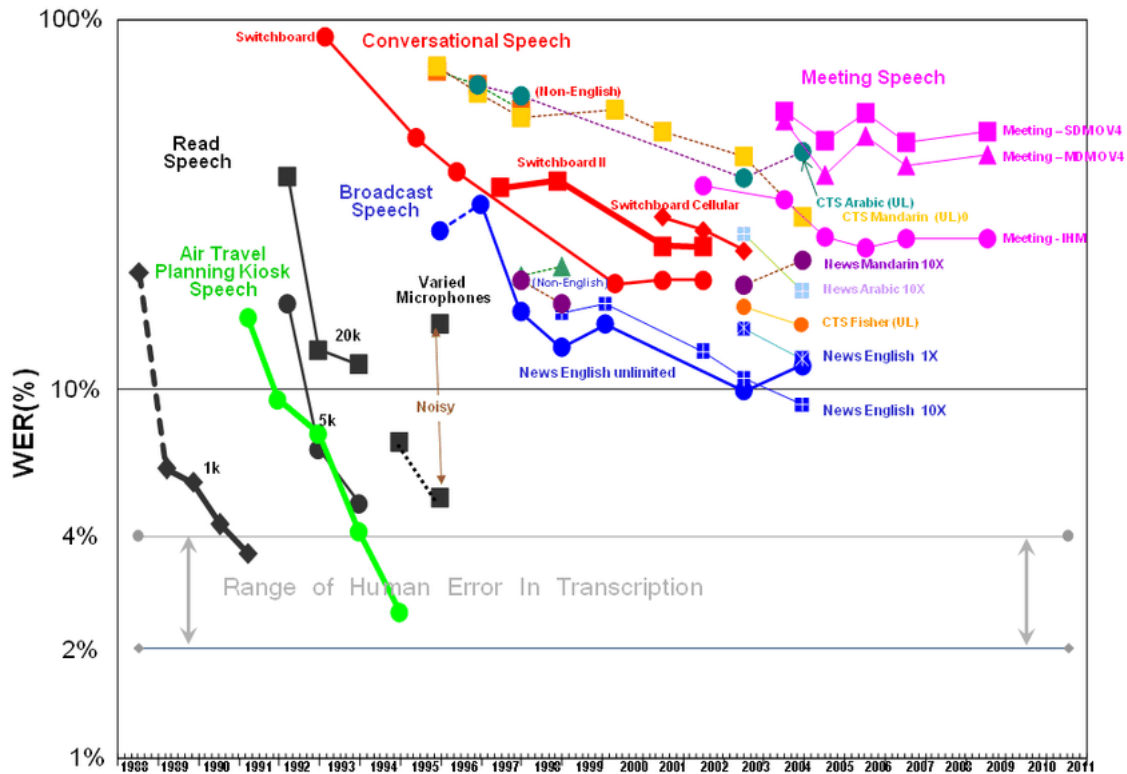 100%
Switchboard
Conversational Speech
Meeting Speech
(Non-English)
Read
Speech
Meeting – SDM OV4
Meeting – MDM OV4
Switchboard II
Broadcast
Speech
Switchboard Cellular
CTS Arabic (UL)
CTS Mandarin (UL)0
Meeting - IHM
Air Travel
Planning Kiosk
Speech
Varied
Microphones
(Non-English)
News Mandarin 10X
News Arabic 10X
CTS Fisher (UL)
20k
News English 1X
News English unlimited
10%
Noisy
News English 10X
5k
1k
WER(%)
4%
Range of Human Error In Transcription
2%
1%
1988 1989 1990 1991 1992 1993 1994 1995 1996 1997 1998 1999 2000 2001 2002 2003 2004 2005 2006 2007 2008 2009 2010 2011